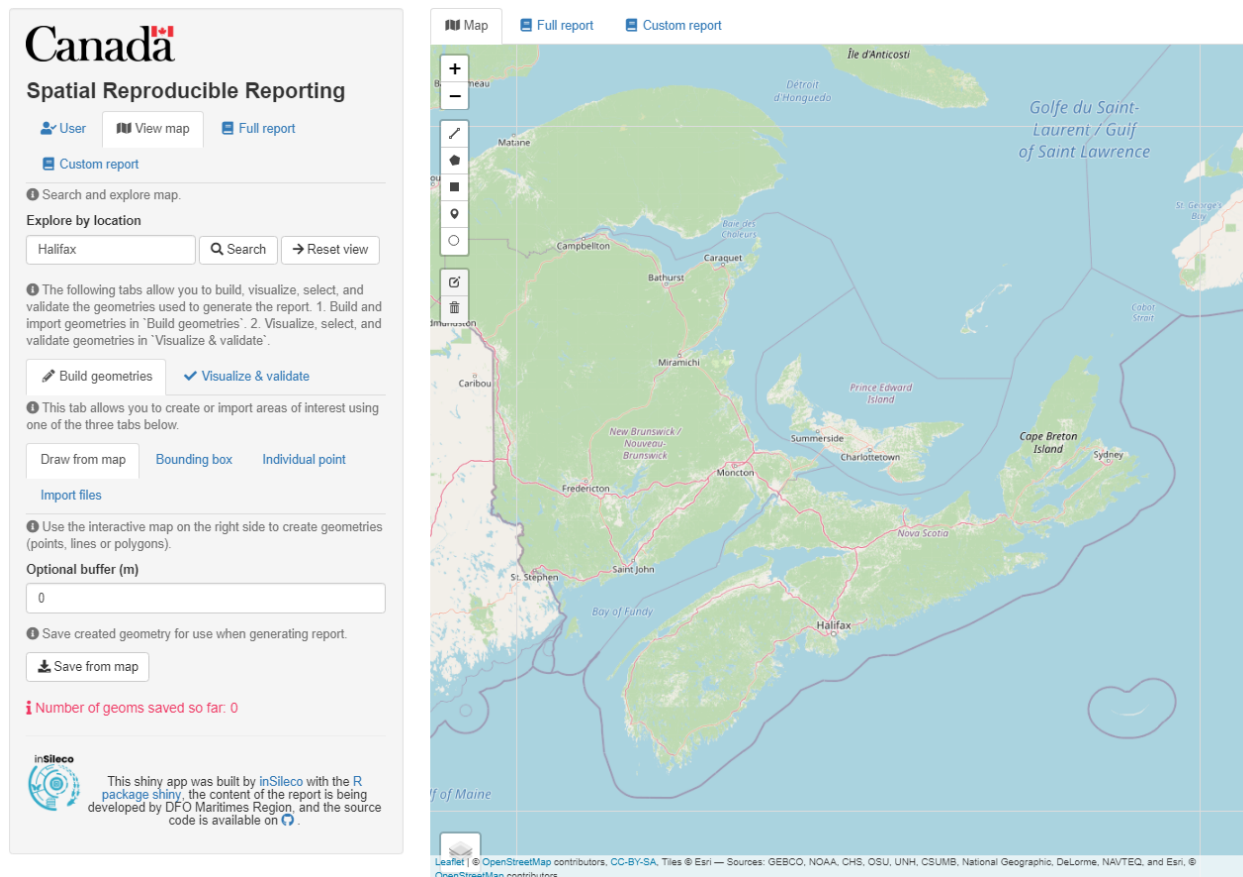 Canada
Spatial Reproducible Reporting
User
View map
Full report
Custom report
Search and explore map.
Explore by location
Halifax
Search
Reset view
The following tabs allow you to build, visualize, select, and
validate the geometries used to generate the report. 1. Build and
import geometries in `Build geometries`. 2. Visualize, select, and
validate geometries in `Visualize & validate`.
Build geometries
Visualize & validate
This tab allows you to create or import areas of interest using
one of the three tabs below.
Draw from map
Bounding box
Individual point
Import files
Use the interactive map on the right side to create geometries
(points, lines or polygons).
Optional buffer (m)
0
Save created geometry for use when generating report.
Save from map
Number of geoms saved so far: 0
inSileco
This shiny app was built by inSileco with the R
package shiny, the content of the report is being
developed by DFO Maritimes Region, and the source
code is available on .
Map
Full report
Custom report
+
−
Île d'Anticosti
Détroit
d'Honguedo
Golfe du Saint-
Laurent / Gulf
of Saint Lawrence
Matane
St. George's
Bay
Baie des
Chaleurs
Campbellton
Caraquet
Bathurst
Cabot
Strait
Miramichi
Caribou
Prince Edward
Island
New Brunswick /
Nouveau-
Brunswick
Summerside
Charlottetown
Cape Breton
Island
Sydney
Moncton
Fredericton
Nova Scotia
Saint John
St. Stephen
Bay of Fundy
Halifax
f of Maine
Leaflet | © OpenStreetMap contributors, CC-BY-SA, Tiles © Esri — Sources: GEBCO, NOAA, CHS, OSU, UNH, CSUMB, National Geographic, DeLorme, NAVTEQ, and Esri, ©
OpenStreetMap contributors